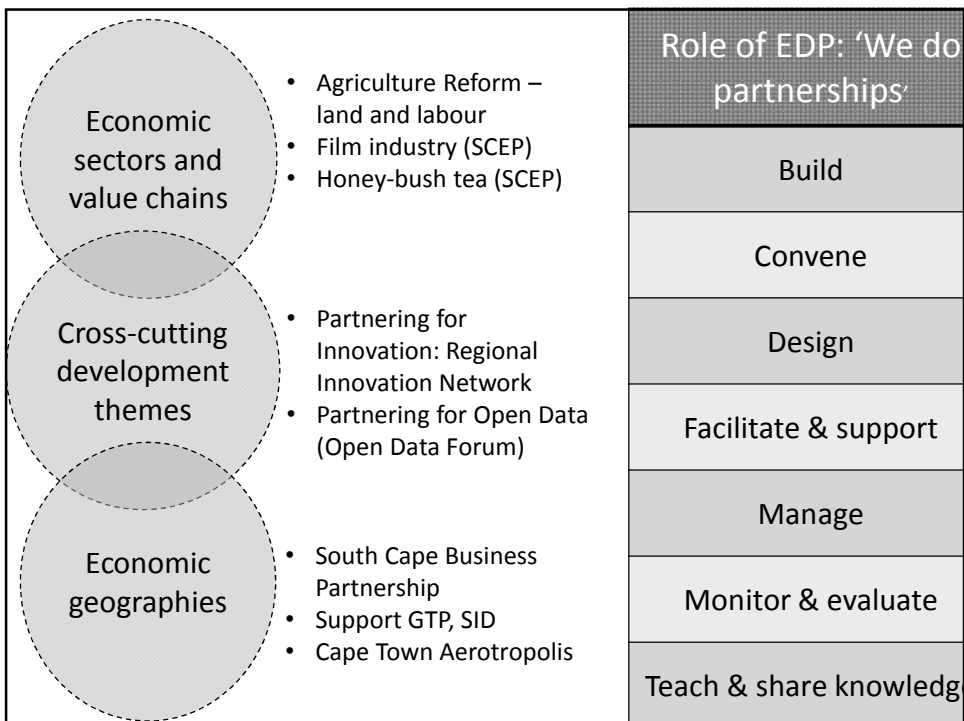 Economic
sectors and
value chains
• Agriculture Reform –
land and labour
• Film industry (SCEP)
• Honey-bush tea (SCEP)
Cross-cutting
development
themes
• Partnering for
Innovation: Regional
Innovation Network
• Partnering for Open Data
(Open Data Forum)
Economic
geographies
• South Cape Business
Partnership
• Support GTP, SID
• Cape Town Aerotropolis
Role of EDP: ‘We do
partnerships’
Build
Convene
Design
Facilitate & support
Manage
Monitor & evaluate
Teach & share knowledge